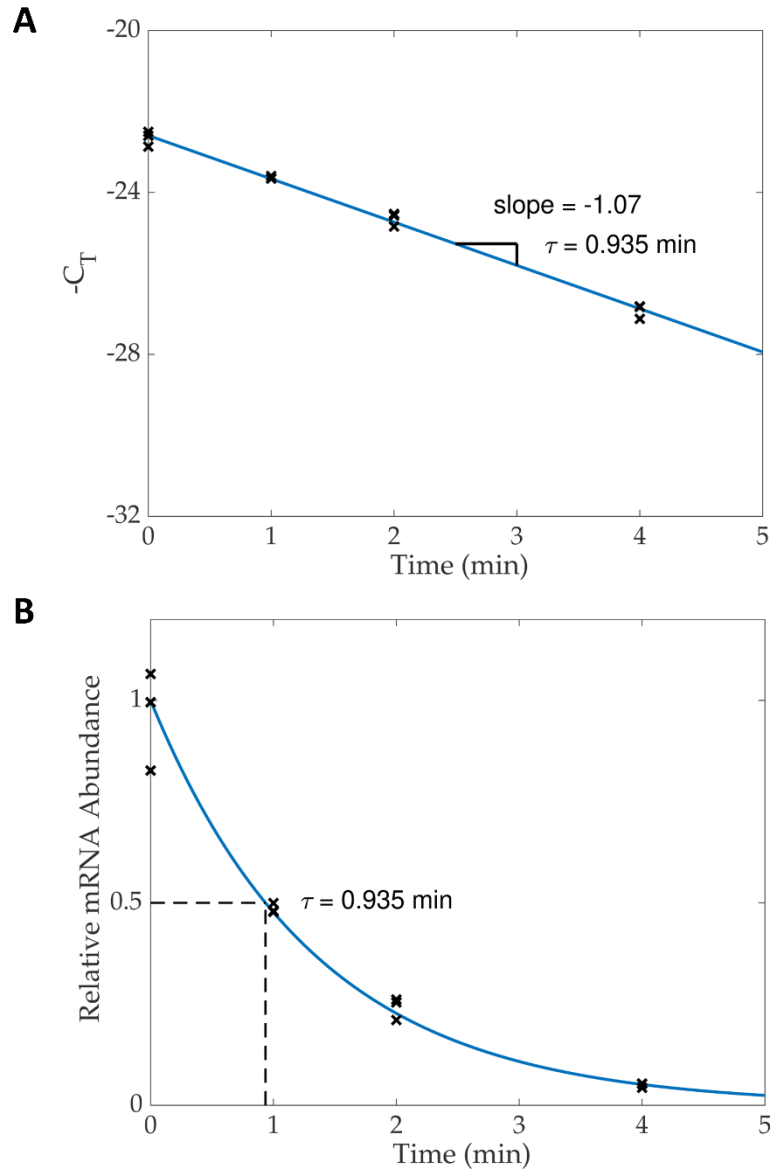 A
-20
-24
-28
-32
-C_T
slope = -1.07
τ = 0.935 min
0 1 2 3 4 5
Time (min)
B
1
0.5
0
Relative mRNA Abundance
τ = 0.935 min
0 1 2 3 4 5
Time (min)